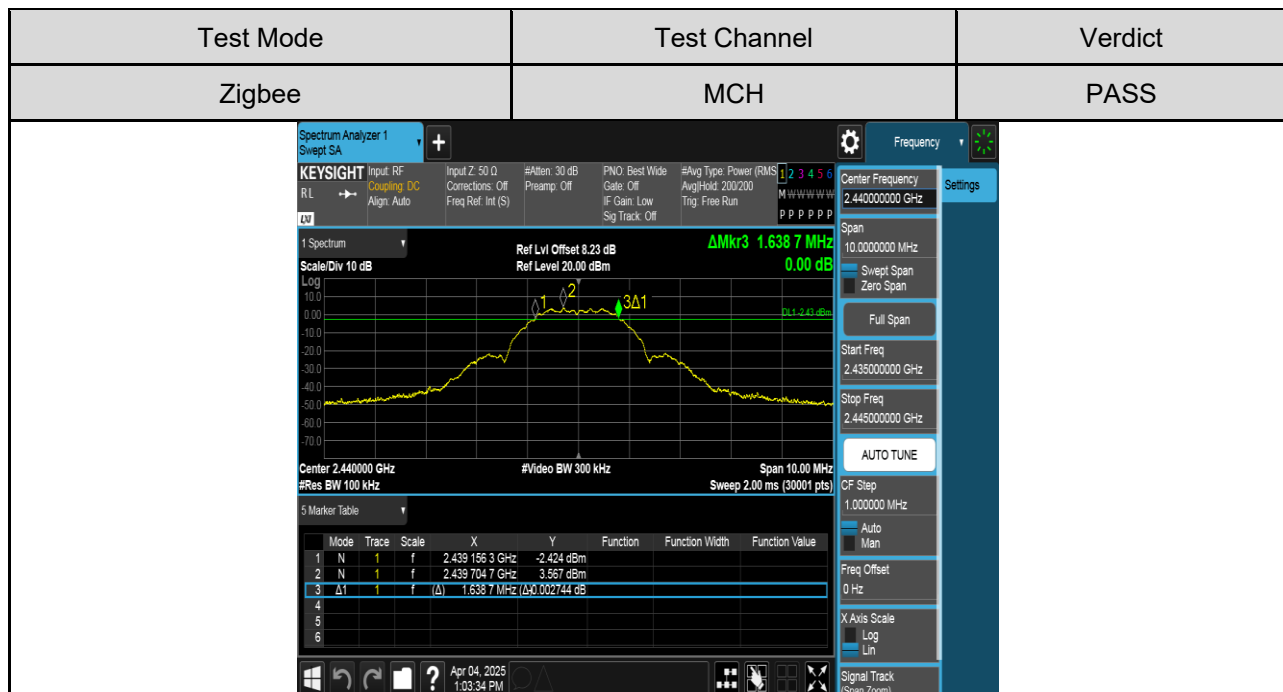 Test Mode Test Channel Verdict
Zigbee MCH PASS
Spectrum Analyzer 1
Swept SA
+
Frequency
Settings
KEYSIGHT
RL
LXI
Input: RF
Coupling: DC
Align: Auto
Input Z: 50 Ω
Corrections: Off
Freq Ref: Int (S)
#Atten: 30 dB
Preamp: Off
PNO: Best Wide
Gate: Off
IF Gain: Low
Sig Track: Off
#Avg Type: Power (RMS
Avg|Hold: 200/200
Trig: Free Run
1 2 3 4 5 6
M W W W W W
P P P P P P
1 Spectrum
Scale/Div 10 dB
Ref Lvl Offset 8.23 dB
Ref Level 20.00 dBm
ΔMkr3 1.638 7 MHz
0.00 dB
Log
10.0
0.00
-10.0
-20.0
-30.0
-40.0
-50.0
-60.0
-70.0
1
2
3Δ1
DL1 -2.43 dBm
Center 2.440000 GHz
#Video BW 300 kHz
Span 10.00 MHz
#Res BW 100 kHz
Sweep 2.00 ms (30001 pts)
5 Marker Table
Mode Trace Scale X Y Function Function Width Function Value
1 N 1 f 2.439 156 3 GHz -2.424 dBm
2 N 1 f 2.439 704 7 GHz 3.567 dBm
3 Δ1 1 f (Δ) 1.638 7 MHz (Δ) -0.002744 dB
4
5
6
Apr 04, 2025
1:03:34 PM
?
Center Frequency
2.440000000 GHz
Span
10.0000000 MHz
Swept Span
Zero Span
Full Span
Start Freq
2.435000000 GHz
Stop Freq
2.445000000 GHz
AUTO TUNE
CF Step
1.000000 MHz
Auto
Man
Freq Offset
0 Hz
X Axis Scale
Log
Lin
Signal Track
(Span Zoom)